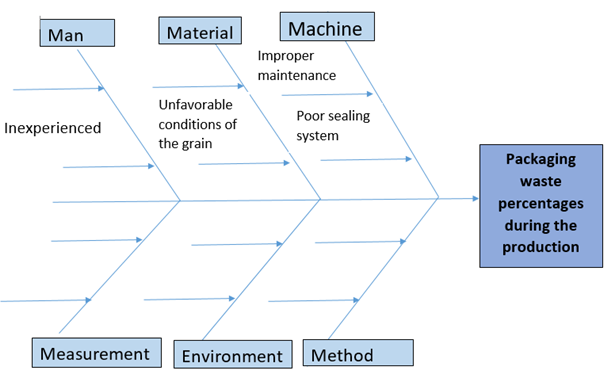 Man
Material
Machine
Improper
maintenance
Unfavorable
conditions of
the grain
Poor sealing
system
Inexperienced
Packaging
waste
percentages
during the
production
Measurement
Environment
Method